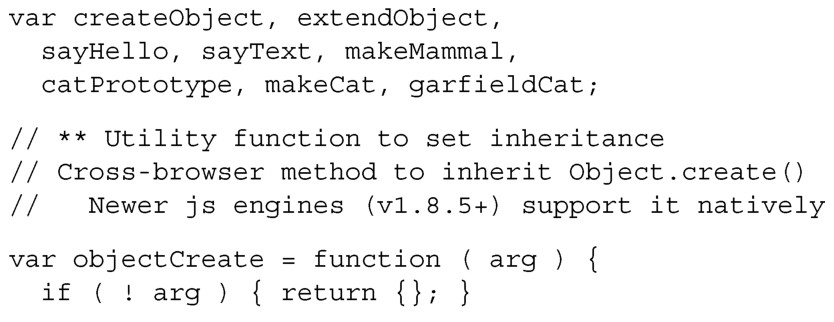 var createObject, extendObject,
  sayHello, sayText, makeMammal,
  catPrototype, makeCat, garfieldCat;
// ** Utility function to set inheritance
// Cross-browser method to inherit Object.create()
//   Newer js engines (v1.8.5+) support it natively
var objectCreate = function ( arg ) {
  if ( ! arg ) { return {}; }